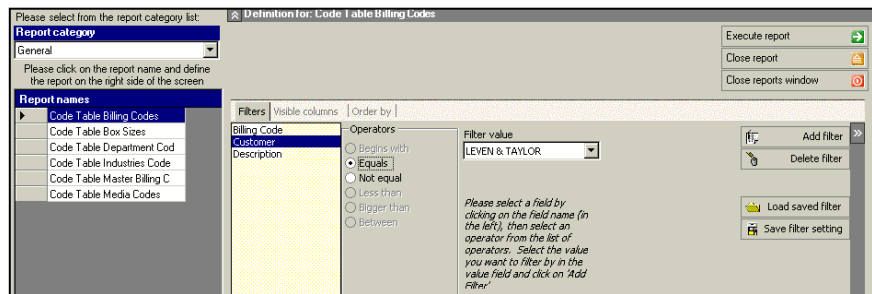 Please select from the report category list:
Report category
General
Please click on the report name and define
the report on the right side of the screen
Report names
Code Table Billing Codes
Code Table Box Sizes
Code Table Department Cod
Code Table Industries Code
Code Table Master Billing C
Code Table Media Codes
Definition for: Code Table Billing Codes
Execute report
Close report
Close reports window
Filters
Visible columns
Order by
Billing Code
Customer
Description
Operators
Begins with
Equals
Not equal
Less than
Bigger than
Between
Filter value
LEVEN & TAYLOR
Please select a field by
clicking on the field name (in
the left), then select an
operator from the list of
operators. Select the value
you want to filter by in the
value field and click on 'Add
Filter'
Add filter
Delete filter
Load saved filter
Save filter setting